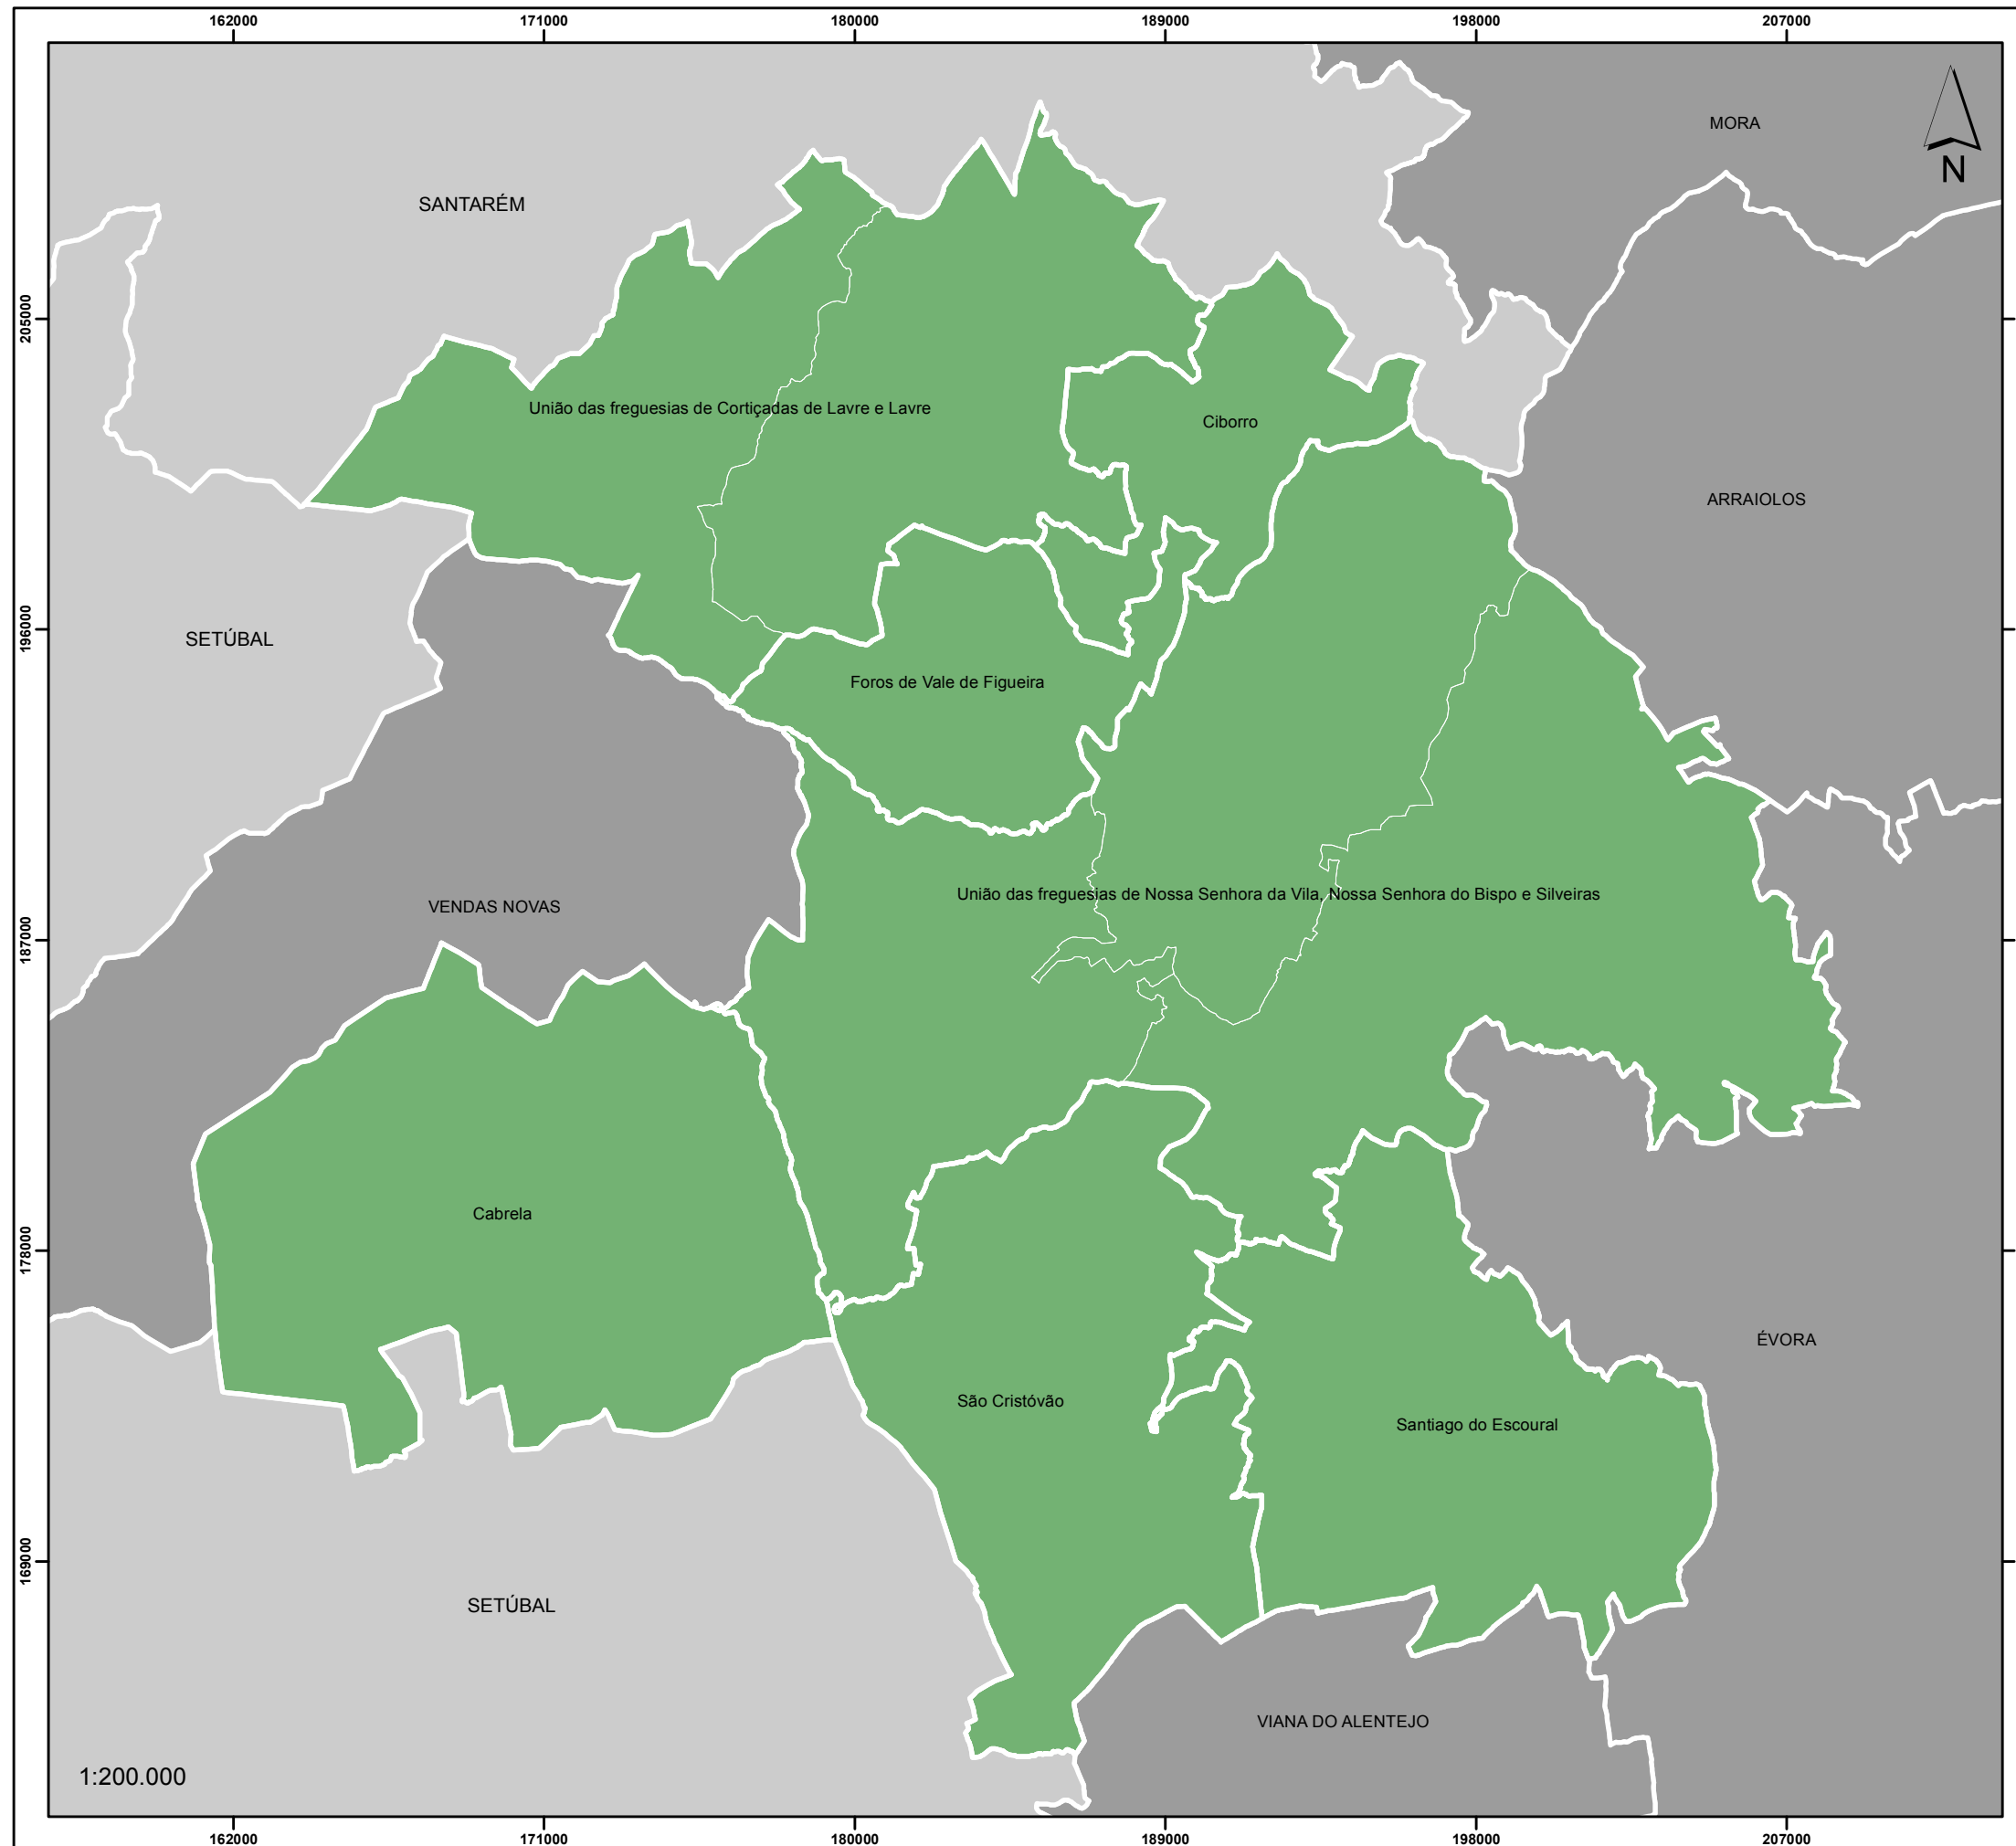 162000 171000 180000 189000 198000 207000
MORA
N
SANTARÉM
205000
União das freguesias de Cortiçadas de Lavre e Lavre
Ciborro
ARRAIOLOS
196000
SETÚBAL
Foros de Vale de Figueira
União das freguesias de Nossa Senhora da Vila, Nossa Senhora do Bispo e Silveiras
VENDAS NOVAS
187000
Cabrela
178000
ÉVORA
São Cristóvão
Santiago do Escoural
169000
SETÚBAL
VIANA DO ALENTEJO
1:200.000
162000 171000 180000 189000 198000 207000